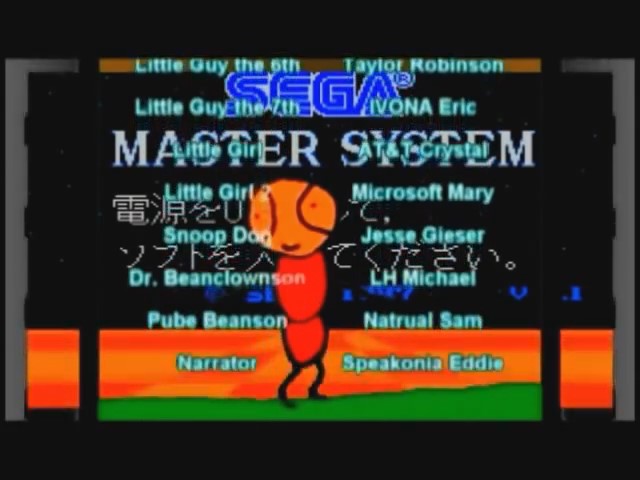 Little Guy the 6th Taylor Robinson
SEGA®
Little Guy the 7th IVONA Eric
MASTER SYSTEM
Little Girl AT&T Crystal
Little Girl 2 Microsoft Mary
電源を
Snoop Dog Jesse Gieser
ソフトを てください。
Dr. Beanclownson LH Michael
Pube Beanson Natrual Sam
Narrator Speakonia Eddie